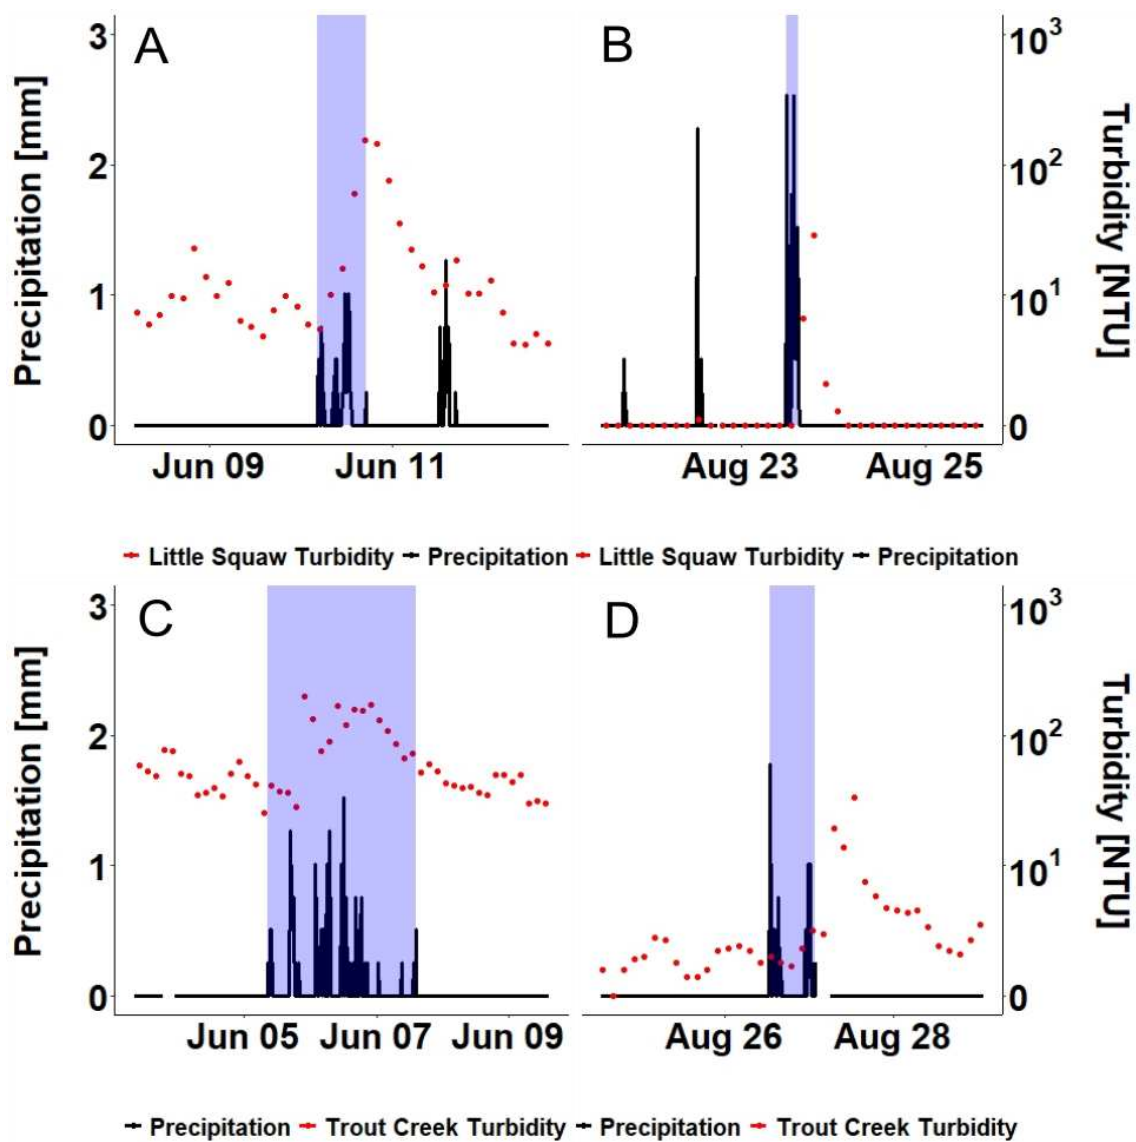 A
B
3
2
1
0
Precipitation [mm]
10³
10²
10¹
0
Turbidity [NTU]
Jun 09 Jun 11 Aug 23 Aug 25
Little Squaw Turbidity Precipitation Little Squaw Turbidity Precipitation
C
D
3
2
1
0
Precipitation [mm]
10³
10²
10¹
0
Turbidity [NTU]
Jun 05 Jun 07 Jun 09 Aug 26 Aug 28
Precipitation Trout Creek Turbidity Precipitation Trout Creek Turbidity